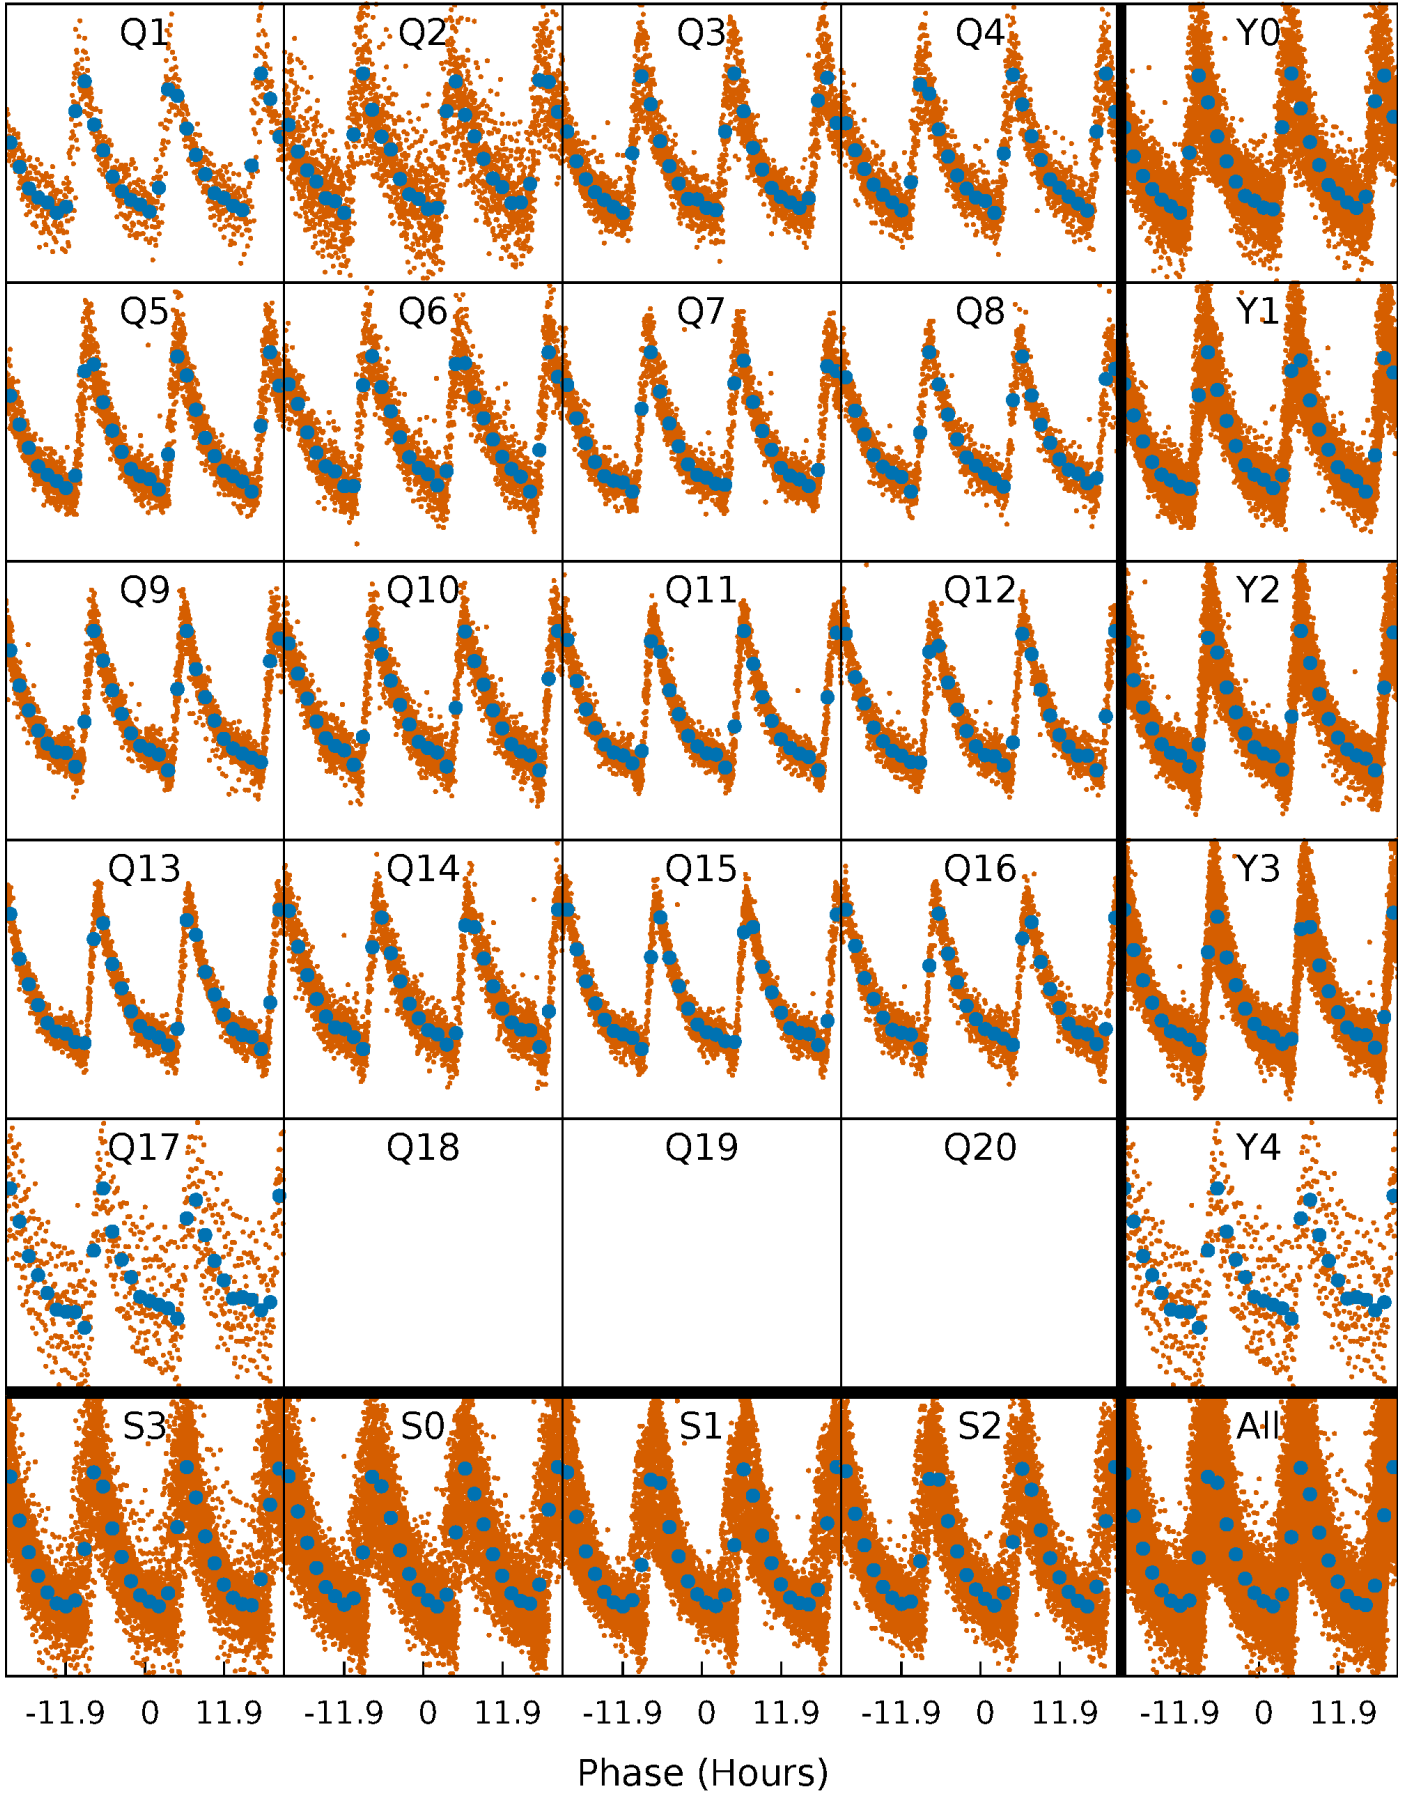 Q1 Q2 Q3 Q4 Y0
Q5 Q6 Q7 Q8 Y1
Q9 Q10 Q11 Q12 Y2
Q13 Q14 Q15 Q16 Y3
Q17 Q18 Q19 Q20 Y4
S3 S0 S1 S2 All
-11.9 0 11.9 -11.9 0 11.9 -11.9 0 11.9 -11.9 0 11.9 -11.9 0 11.9
Phase (Hours)